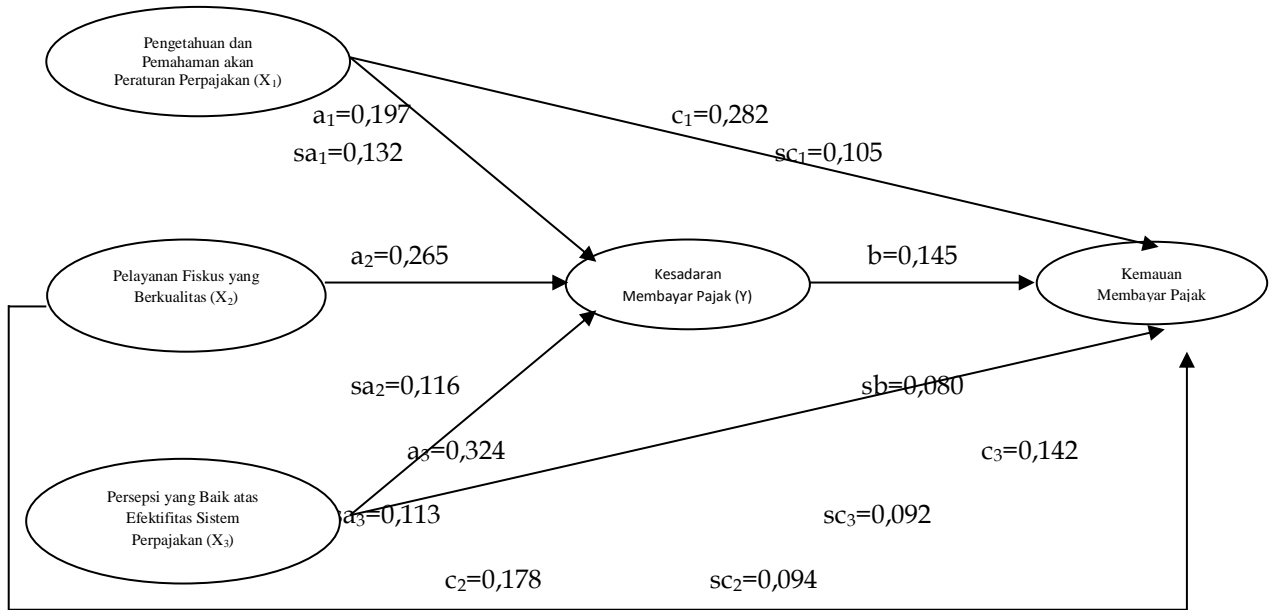 Pengetahuan dan
Pemahaman akan
Peraturan Perpajakan (X₁)
a₁=0,197
c₁=0,282
sa₁=0,132
sc₁=0,105
Pelayanan Fiskus yang
Berkualitas (X₂)
a₂=0,265
Kesadaran
Membayar Pajak (Y)
b=0,145
Kemauan
Membayar Pajak
sa₂=0,116
sb=0,080
a₃=0,324
c₃=0,142
Persepsi yang Baik atas
Efektifitas Sistem
Perpajakan (X₃)
sa₃=0,113
sc₃=0,092
c₂=0,178
sc₂=0,094